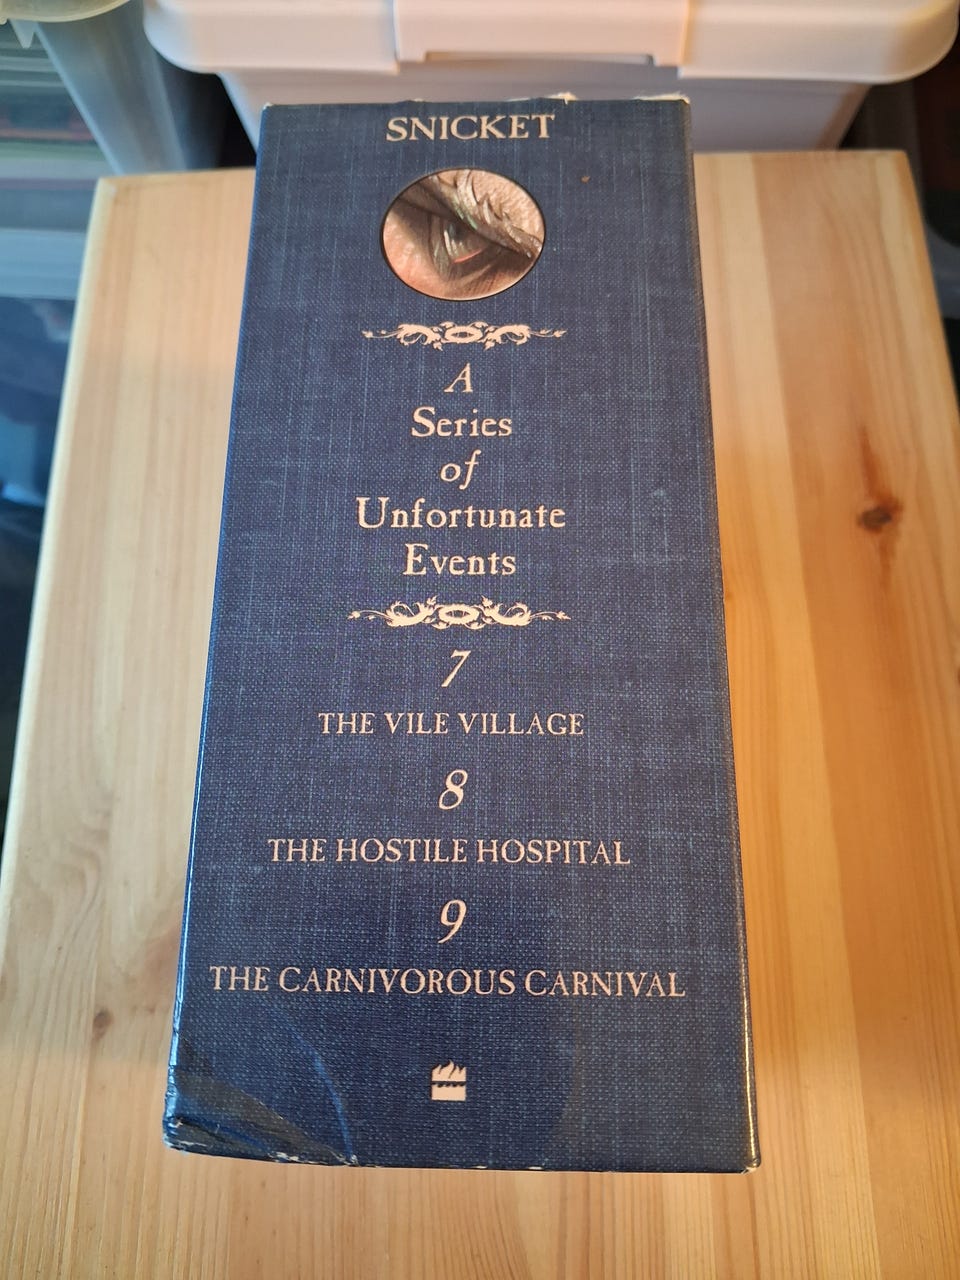 SNICKET
A
Series
of
Unfortunate
Events
7
THE VILE VILLAGE
8
THE HOSTILE HOSPITAL
9
THE CARNIVOROUS CARNIVAL